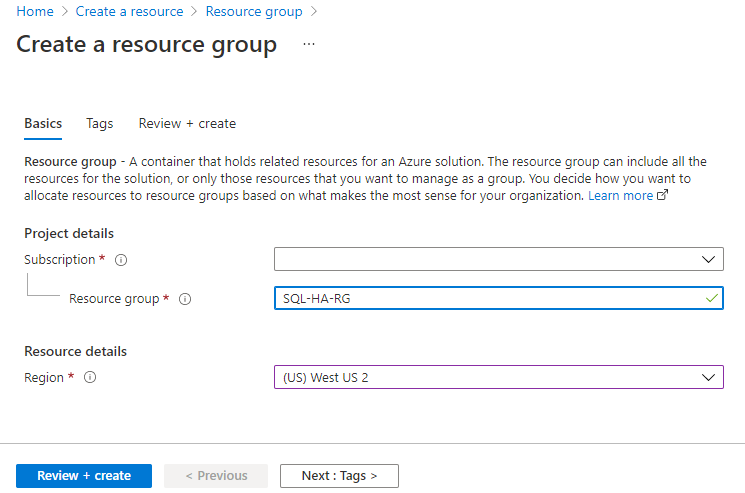 Home > Create a resource > Resource group >
Create a resource group ...
Basics Tags Review + create
Resource group - A container that holds related resources for an Azure solution. The resource group can include all the
resources for the solution, or only those resources that you want to manage as a group. You decide how you want to
allocate resources to resource groups based on what makes the most sense for your organization. Learn more
Project details
Subscription *
Resource group * SQL-HA-RG
Resource details
Region * (US) West US 2
Review + create < Previous Next : Tags >